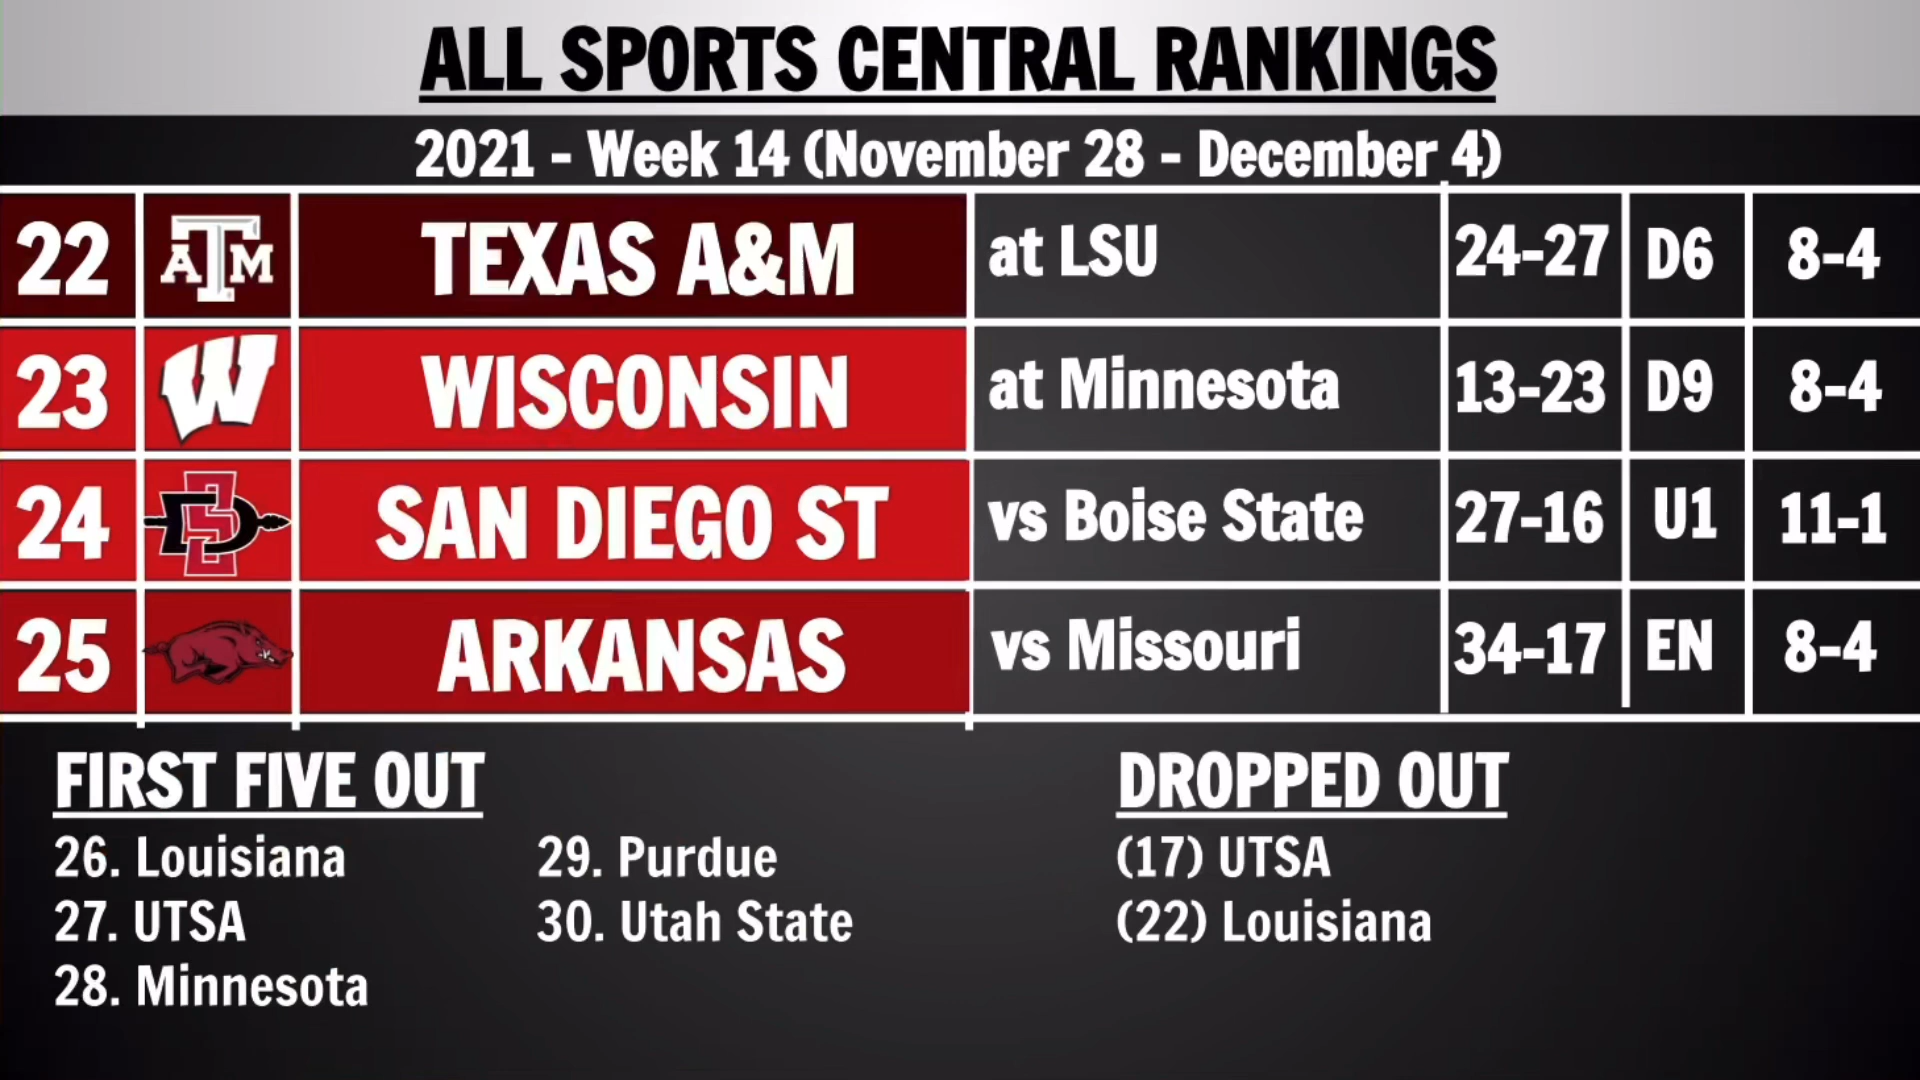 ALL SPORTS CENTRAL RANKINGS
2021 - Week 14 (November 28 - December 4)
22 ATM TEXAS A&M at LSU 24-27 D6 8-4
23 W WISCONSIN at Minnesota 13-23 D9 8-4
24 SD SAN DIEGO ST vs Boise State 27-16 U1 11-1
25 ARKANSAS vs Missouri 34-17 EN 8-4
FIRST FIVE OUT
26. Louisiana
27. UTSA
28. Minnesota
29. Purdue
30. Utah State
DROPPED OUT
(17) UTSA
(22) Louisiana